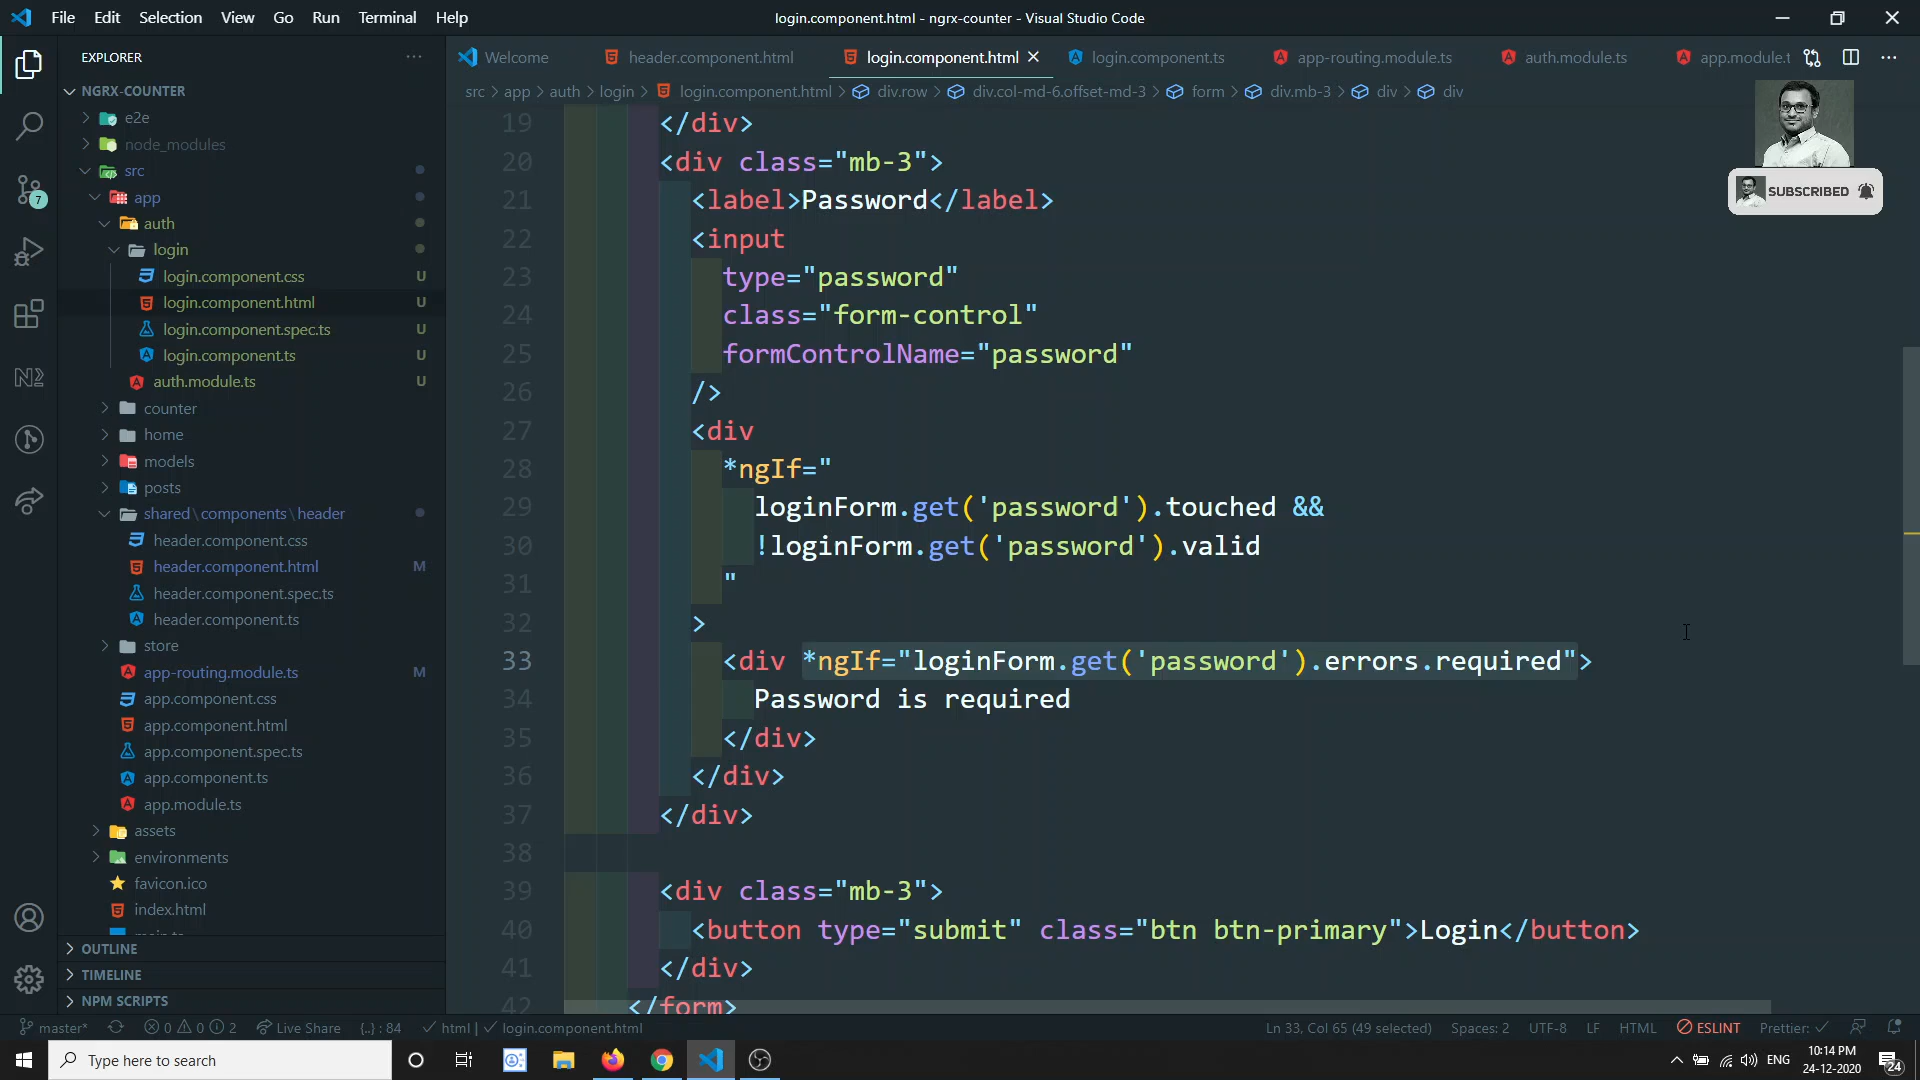 File Edit Selection View Go Run Terminal Help
login.component.html - ngrx-counter - Visual Studio Code
EXPLORER
NGRX-COUNTER
e2e
node_modules
src
app
auth
login
login.component.css U
login.component.html U
login.component.spec.ts U
login.component.ts U
auth.module.ts U
counter
home
models
posts
shared\components\header
header.component.css
header.component.html M
header.component.spec.ts
header.component.ts
store
app-routing.module.ts M
app.component.css
app.component.html
app.component.spec.ts
app.component.ts
app.module.ts
assets
environments
favicon.ico
index.html
OUTLINE
TIMELINE
NPM SCRIPTS
7
Welcome header.component.html login.component.html login.component.ts app-routing.module.ts auth.module.ts app.module.t
src > app > auth > login > login.component.html > div.row > div.col-md-6.offset-md-3 > form > div.mb-3 > div > div
SUBSCRIBED
19 </div>
20 <div class="mb-3">
21 <label>Password</label>
22 <input
23 type="password"
24 class="form-control"
25 formControlName="password"
26 />
27 <div
28 *ngIf="
29 loginForm.get('password').touched &&
30 !loginForm.get('password').valid
31 "
32 >
33 <div *ngIf="loginForm.get('password').errors.required">
34 Password is required
35 </div>
36 </div>
37 </div>
38
39 <div class="mb-3">
40 <button type="submit" class="btn btn-primary">Login</button>
41 </div>
42 </form>
master* 0 0 2 Live Share {..} : 84 html | login.component.html Ln 33, Col 65 (49 selected) Spaces: 2 UTF-8 LF HTML ESLINT Prettier:
Type here to search
ENG
10:14 PM
24-12-2020
24